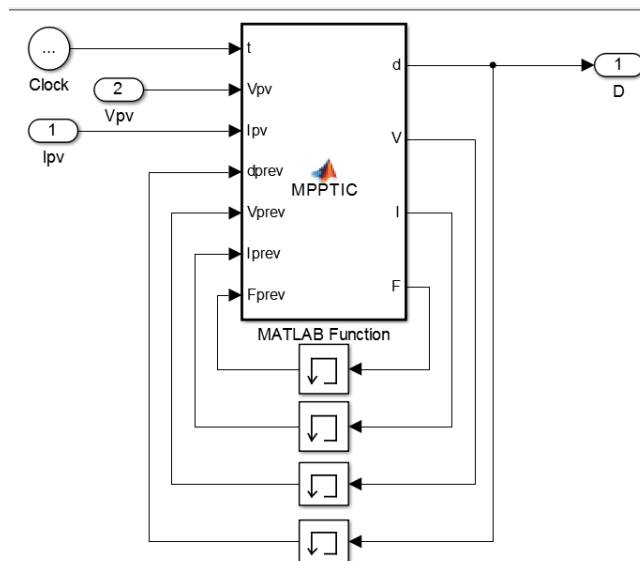 ...
Clock
2
Vpv
1
Ipv
t
Vpv
Ipv
dprev
Vprev
Iprev
Fprev
MPPTIC
d
V
I
F
1
D
MATLAB Function